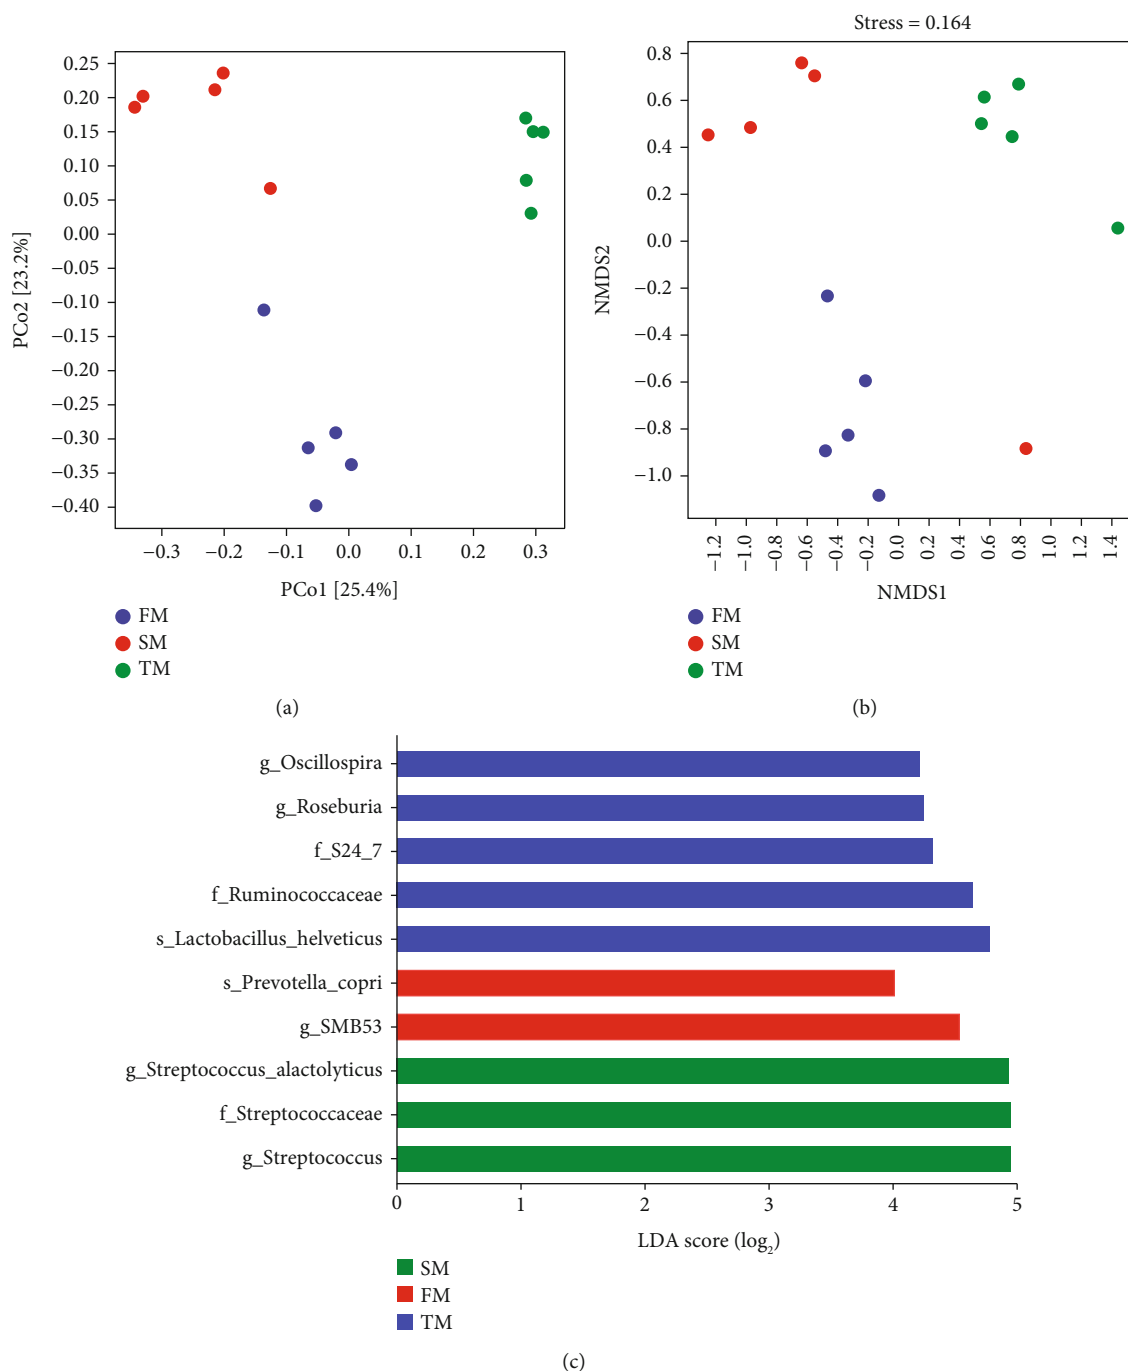 0.25
0.20
0.15
0.10
0.05
0.00
−0.05
−0.10
−0.15
−0.20
−0.25
−0.30
−0.35
−0.40
PCo2 [23.2%]
−0.3 −0.2 −0.1 0.0 0.1 0.2 0.3
PCo1 [25.4%]
FM
SM
TM
(a)
Stress = 0.164
0.8
0.6
0.4
0.2
0.0
−0.2
−0.4
−0.6
−0.8
−1.0
NMDS2
−1.2 −1.0 −0.8 −0.6 −0.4 −0.2 0.0 0.2 0.4 0.6 0.8 1.0 1.2 1.4
NMDS1
FM
SM
TM
(b)
g_Oscillospira
g_Roseburia
f_S24_7
f_Ruminococcaceae
s_Lactobacillus_helveticus
s_Prevotella_copri
g_SMB53
g_Streptococcus_alactolyticus
f_Streptococcaceae
g_Streptococcus
0 1 2 3 4 5
LDA score (log₂)
SM
FM
TM
(c)